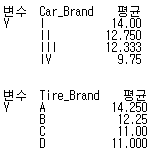 변수 Car_Brand 평균
Y I 14.00
II 12.750
III 12.333
IV 9.75
변수 Tire_Brand 평균
Y A 14.250
B 12.25
C 11.00
D 11.000